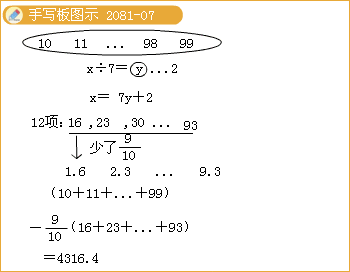 手写板图示 2081-07
10 11 ... 98 99
x÷7＝y...2
x＝ 7y＋2
12项：16 ,23 ,30 ... 93
少了9/10
1.6 2.3 ... 9.3
（10＋11＋...＋99）
－9/10(16＋23＋...＋93)
＝4316.4